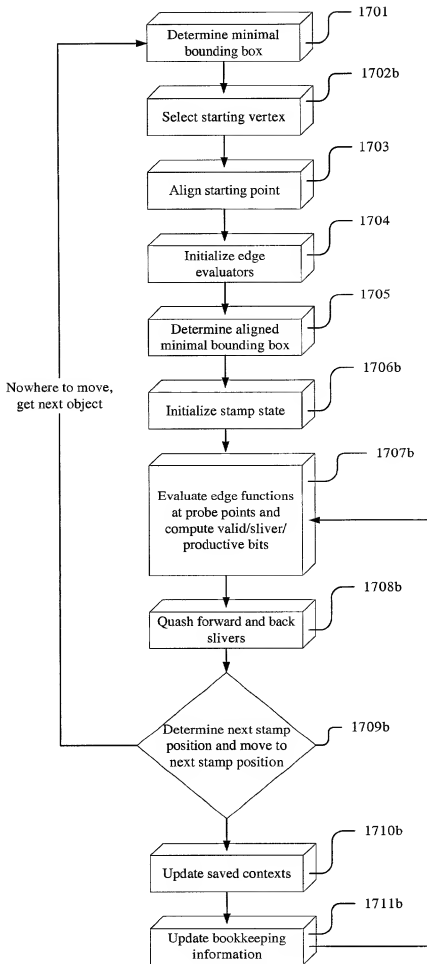 1701
Determine minimal
bounding box
1702b
Select starting vertex
1703
Align starting point
1704
Initialize edge
evaluators
1705
Determine aligned
minimal bounding box
1706b
Nowhere to move,
get next object
Initialize stamp state
1707b
Evaluate edge functions
at probe points and
compute valid/sliver/
productive bits
1708b
Quash forward and back
slivers
1709b
Determine next stamp
position and move to
next stamp position
1710b
Update saved contexts
1711b
Update bookkeeping
information